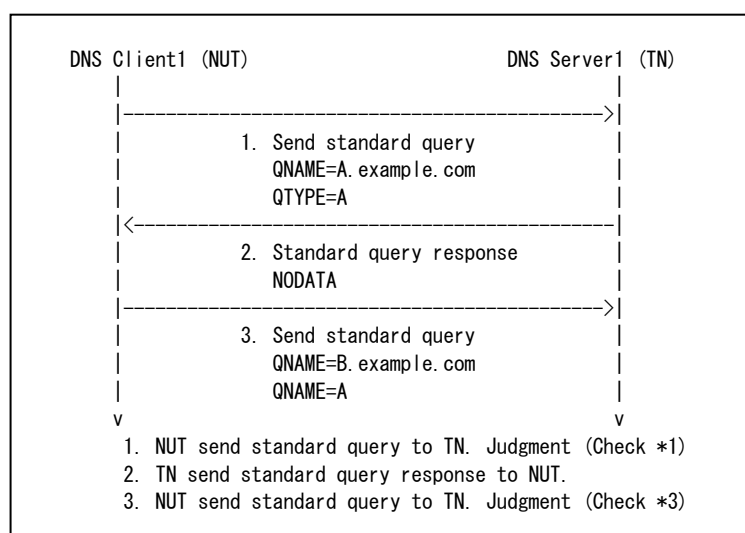 DNS Client1 (NUT) DNS Server1 (TN)
1. Send standard query
QNAME=A.example.com
QTYPE=A
2. Standard query response
NODATA
3. Send standard query
QNAME=B.example.com
QNAME=A
1. NUT send standard query to TN. Judgment (Check *1)
2. TN send standard query response to NUT.
3. NUT send standard query to TN. Judgment (Check *3)